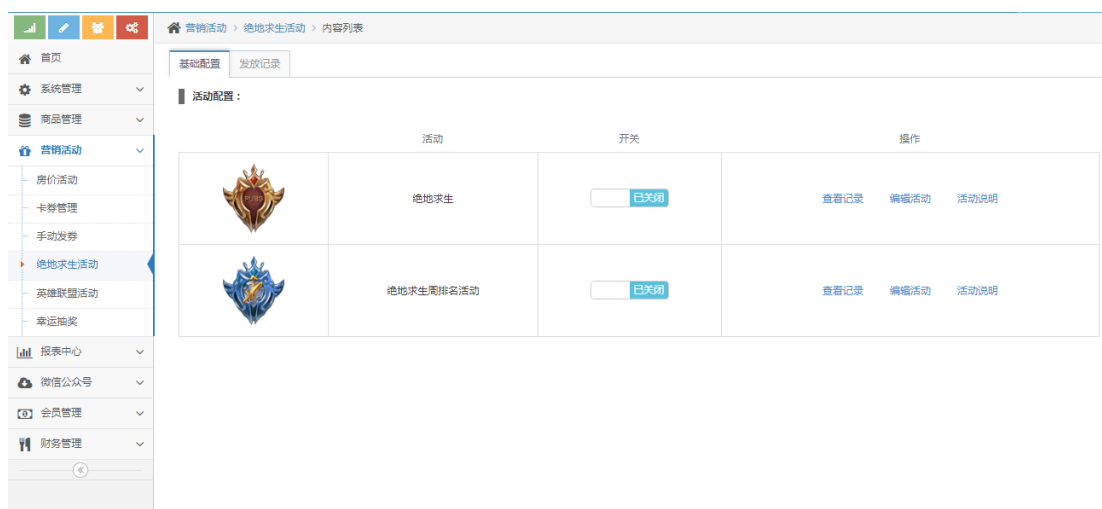 营销活动 > 绝地求生活动 > 内容列表
首页
系统管理
商品管理
营销活动
房价活动
卡券管理
手动发券
绝地求生活动
英雄联盟活动
幸运抽奖
报表中心
微信公众号
会员管理
财务管理
基础配置 发放记录
活动配置：
活动 开关 操作
PUBG
绝地求生 已关闭 查看记录 编辑活动 活动说明
绝地求生周排名活动 已关闭 查看记录 编辑活动 活动说明